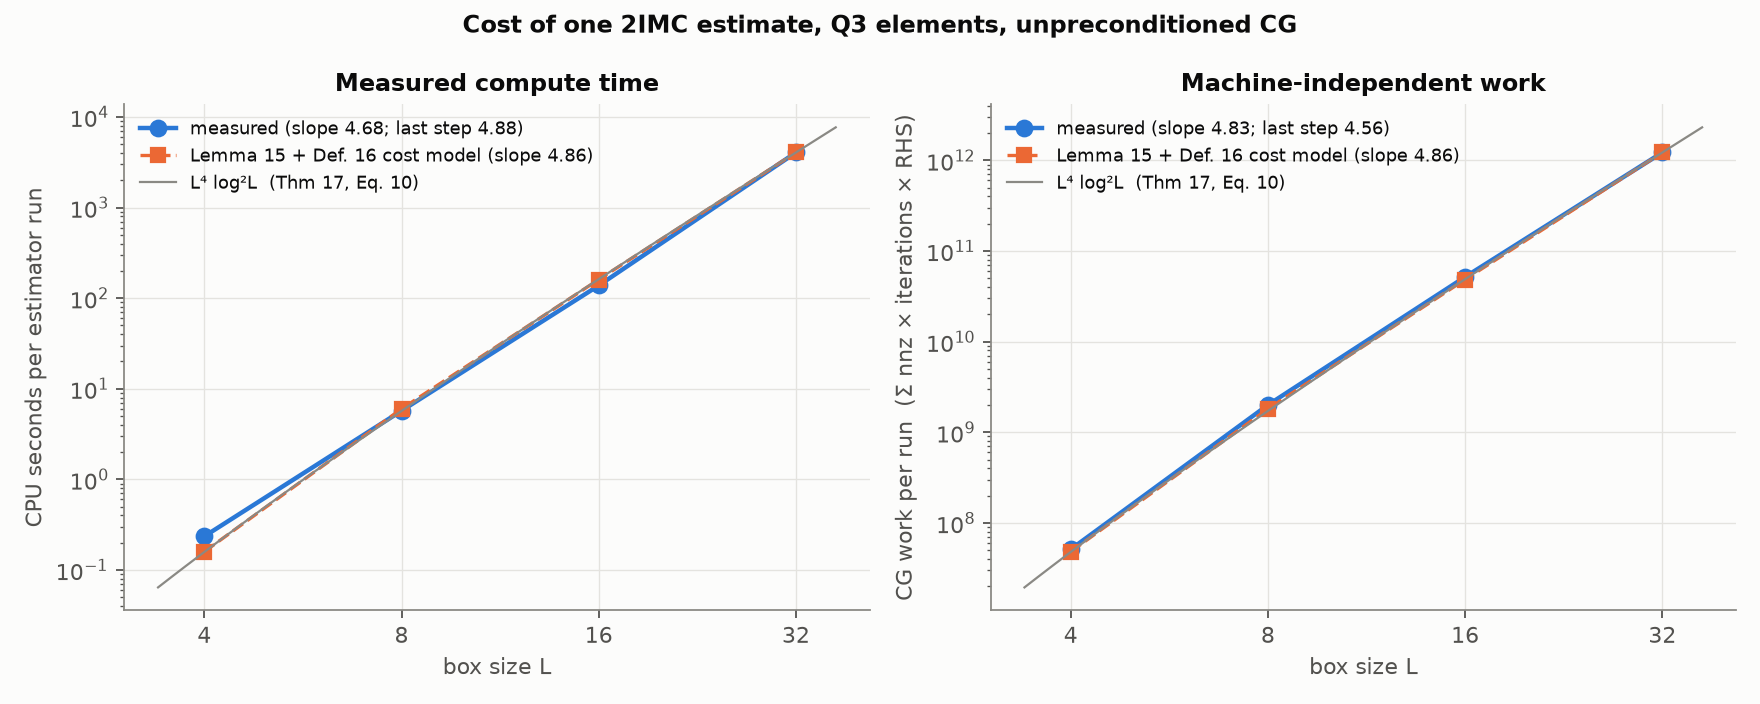 Cost of one 2IMC estimate, Q3 elements, unpreconditioned CG
Measured compute time
measured (slope 4.68; last step 4.88)
Lemma 15 + Def. 16 cost model (slope 4.86)
L⁴ log²L (Thm 17, Eq. 10)
CPU seconds per estimator run
10⁴
10³
10²
10¹
10⁰
10⁻¹
4 8 16 32
box size L
Machine-independent work
measured (slope 4.83; last step 4.56)
Lemma 15 + Def. 16 cost model (slope 4.86)
L⁴ log²L (Thm 17, Eq. 10)
CG work per run (Σ nnz × iterations × RHS)
10¹²
10¹¹
10¹⁰
10⁹
10⁸
4 8 16 32
box size L